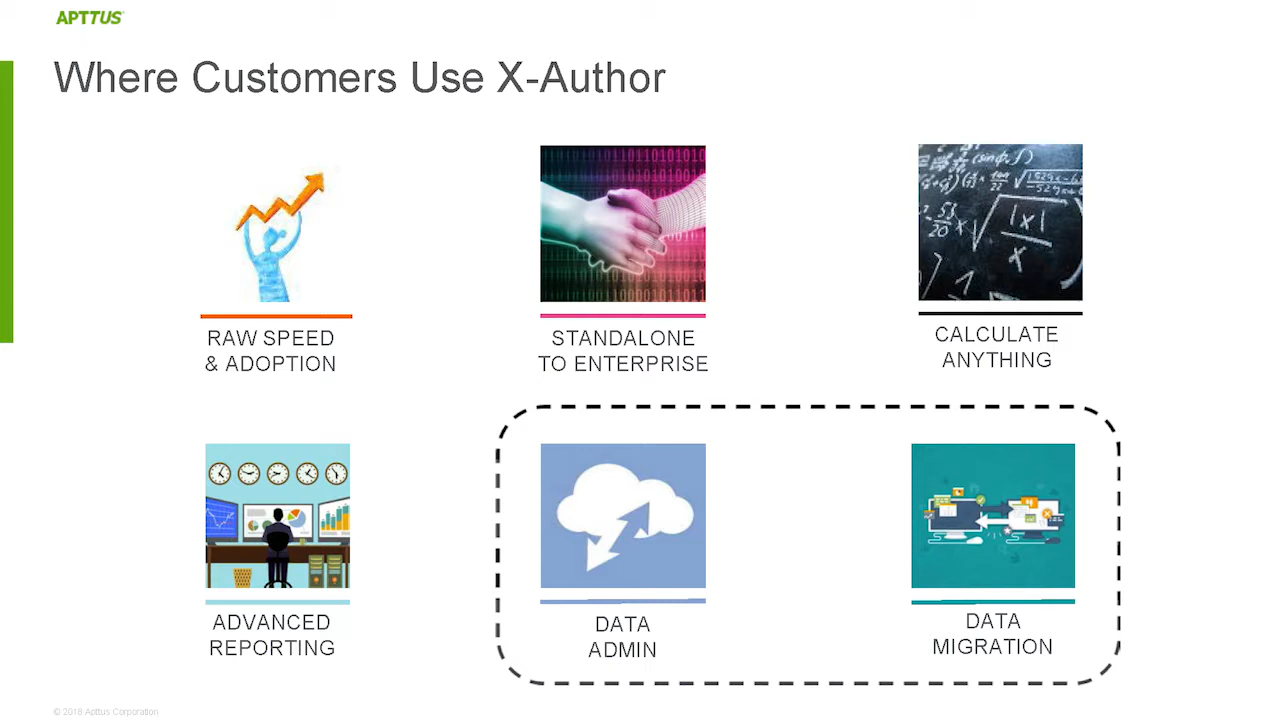 APTTUS
Where Customers Use X-Author
RAW SPEED
& ADOPTION
STANDALONE
TO ENTERPRISE
CALCULATE
ANYTHING
ADVANCED
REPORTING
DATA
ADMIN
DATA
MIGRATION
© 2018 Apttus Corporation